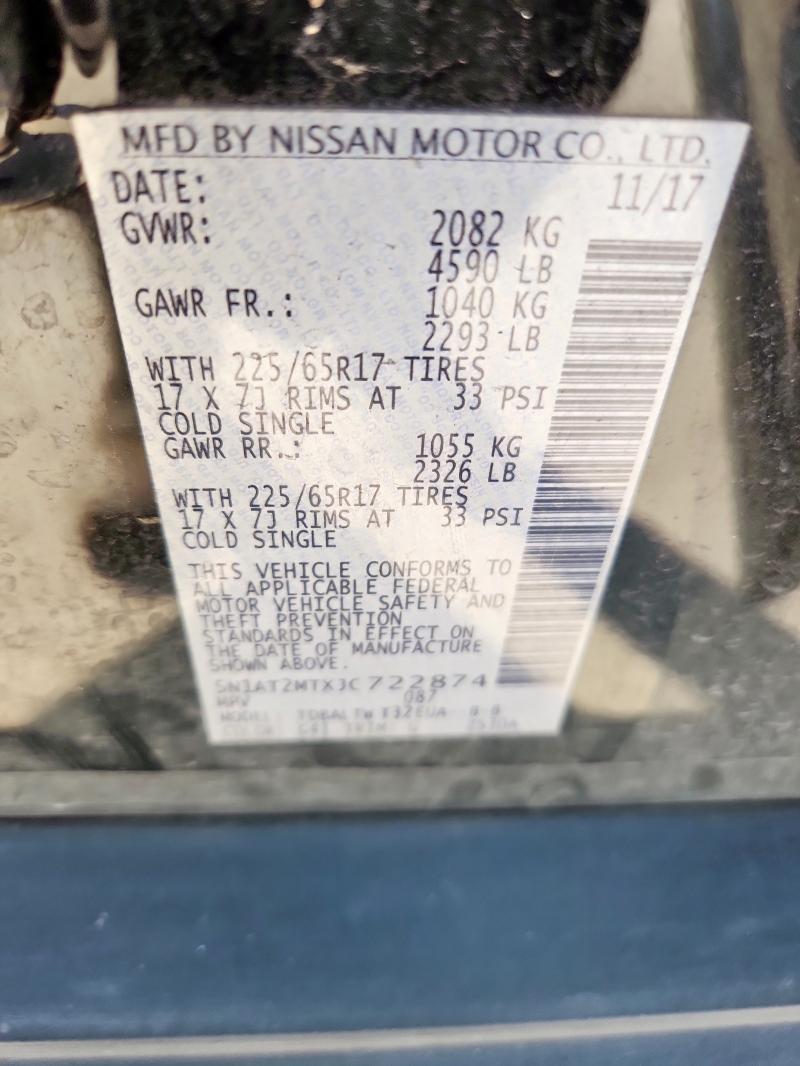 MFD BY NISSAN MOTOR CO., LTD.
DATE: 11/17
GVWR: 2082 KG
4590 LB
GAWR FR.: 1040 KG
2293 LB
WITH 225/65R17 TIRES
17 X 7J RIMS AT 33 PSI
COLD SINGLE
GAWR RR.: 1055 KG
2326 LB
WITH 225/65R17 TIRES
17 X 7J RIMS AT 33 PSI
COLD SINGLE
THIS VEHICLE CONFORMS TO
ALL APPLICABLE FEDERAL
MOTOR VEHICLE SAFETY AND
THEFT PREVENTION
STANDARDS IN EFFECT ON
THE DATE OF MANUFACTURE
SHOWN ABOVE.
5N1AT2MTXJC722874
MPV 087
MODEL: